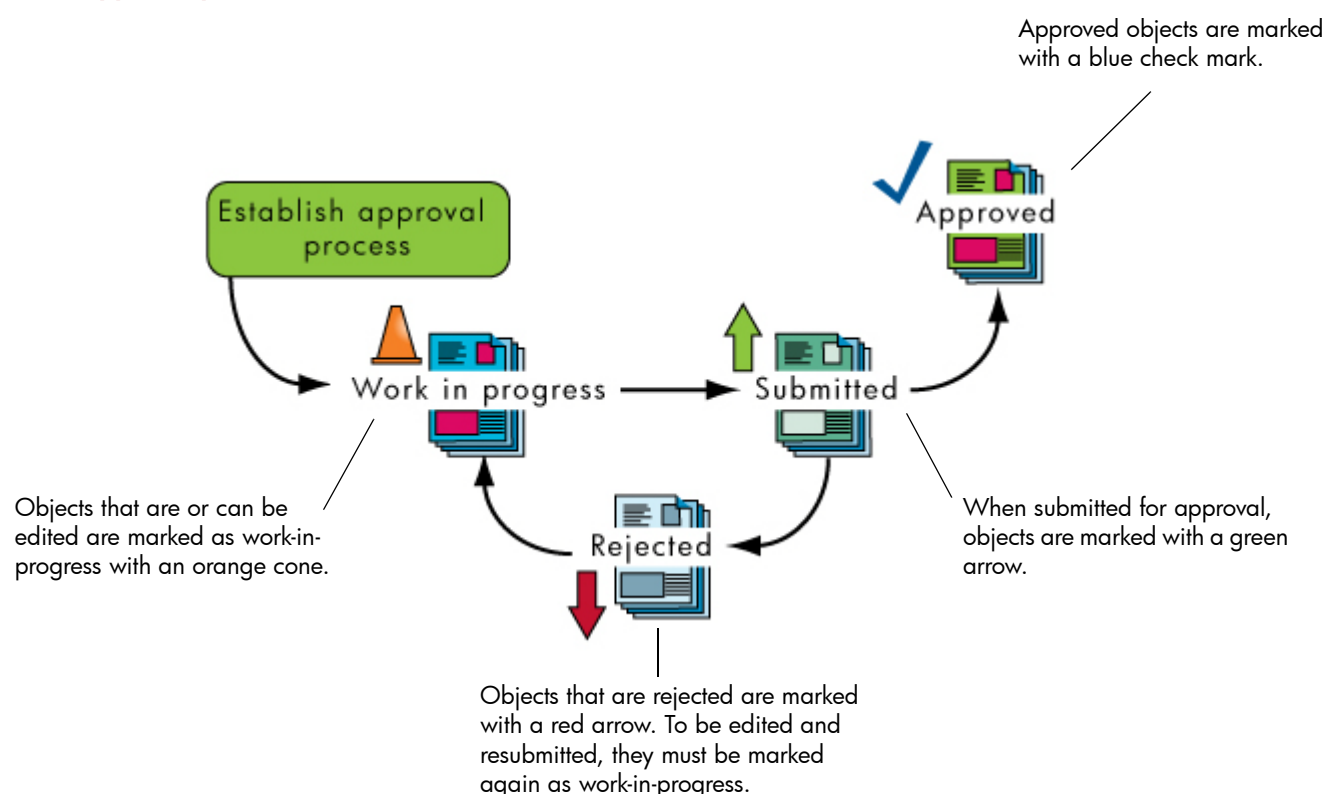 Approved objects are marked
with a blue check mark.
Establish approval
process
Approved
Work in progress
Submitted
Objects that are or can be
edited are marked as work-in-
progress with an orange cone.
When submitted for approval,
objects are marked with a green
arrow.
Rejected
Objects that are rejected are marked
with a red arrow. To be edited and
resubmitted, they must be marked
again as work-in-progress.